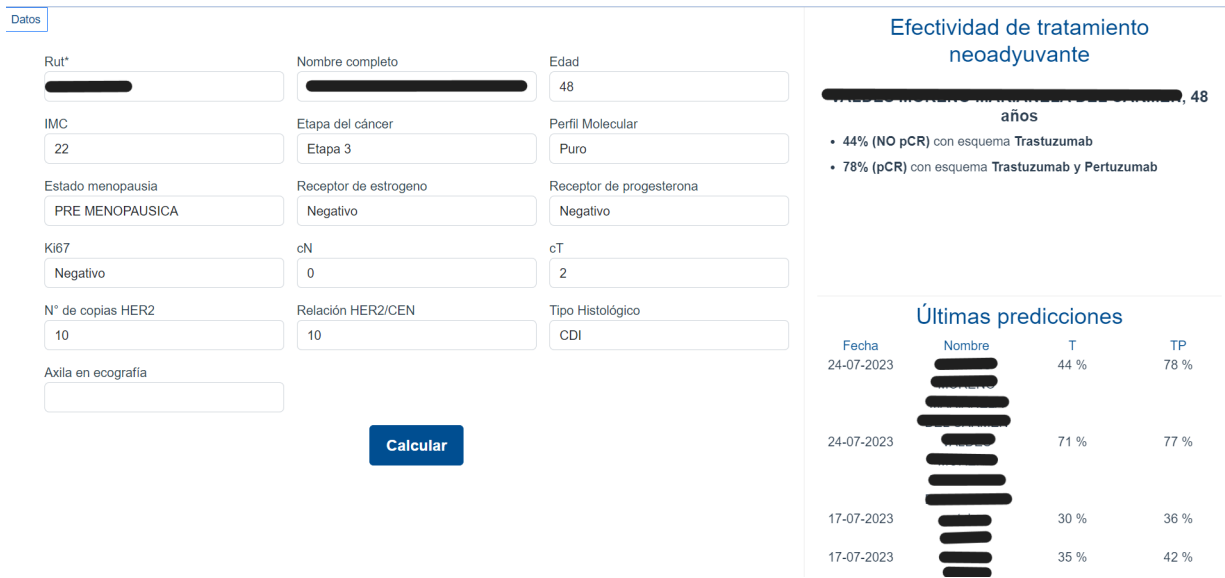 Datos
Rut*
Nombre completo
Edad
48
IMC
Etapa del cáncer
Perfil Molecular
22
Etapa 3
Puro
Estado menopausia
Receptor de estrogeno
Receptor de progesterona
PRE MENOPAUSICA
Negativo
Negativo
Ki67
cN
cT
Negativo
0
2
N° de copias HER2
Relación HER2/CEN
Tipo Histológico
10
10
CDI
Axila en ecografía
Calcular
Efectividad de tratamiento
neoadyuvante
, 48
años
• 44% (NO pCR) con esquema Trastuzumab
• 78% (pCR) con esquema Trastuzumab y Pertuzumab
Últimas predicciones
Fecha Nombre T TP
24-07-2023 44 % 78 %
24-07-2023 71 % 77 %
17-07-2023 30 % 36 %
17-07-2023 35 % 42 %